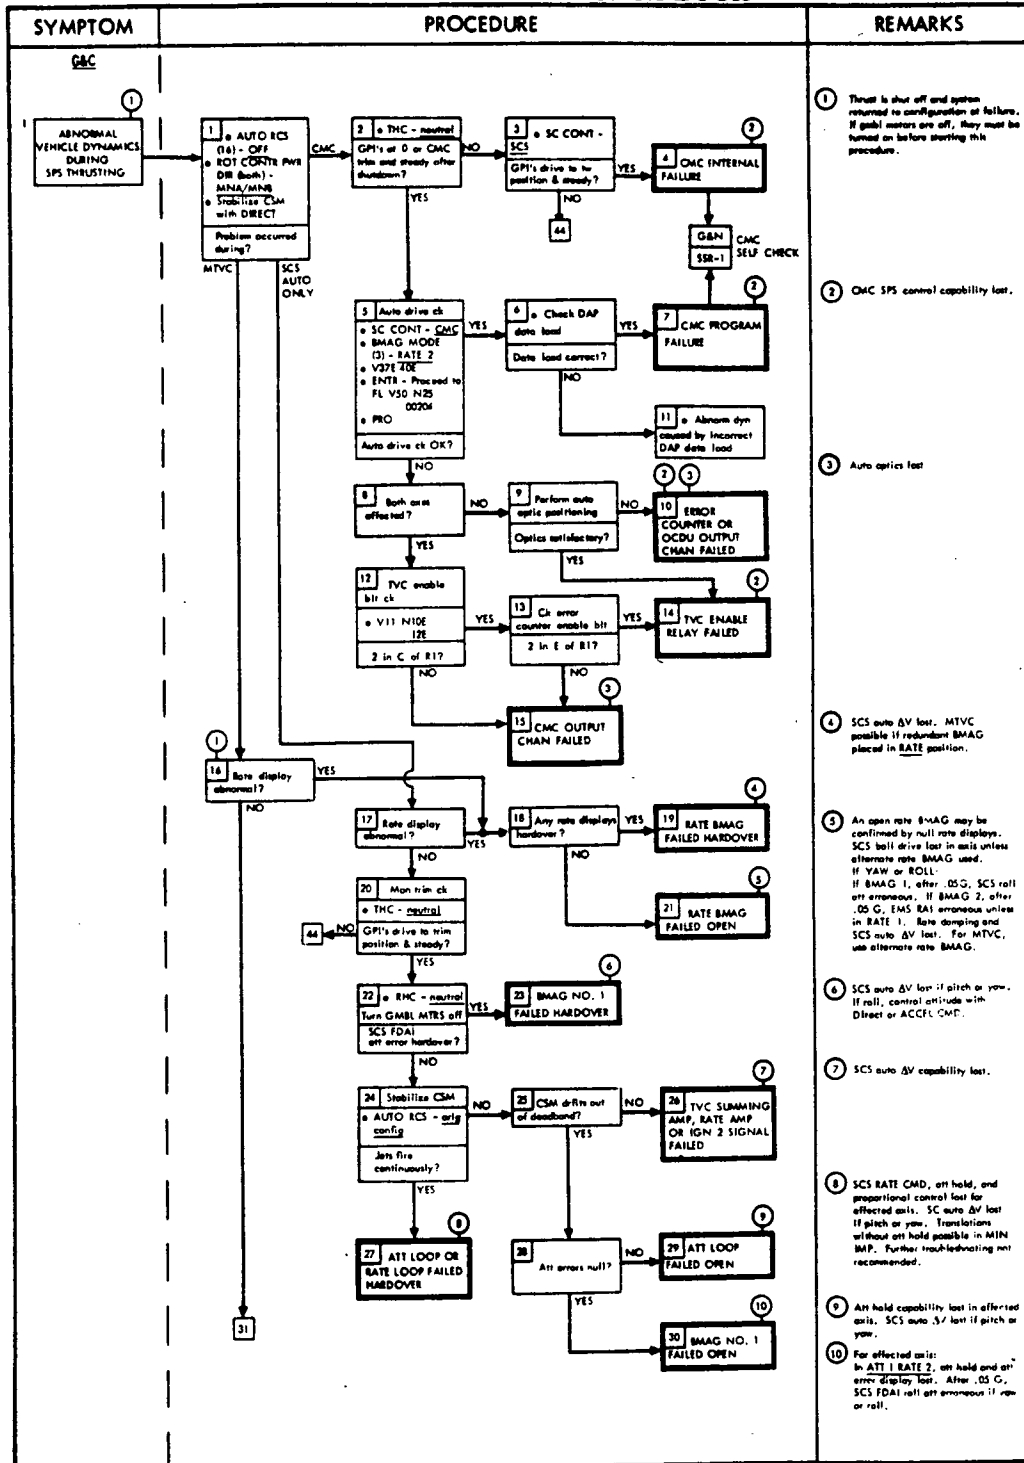 SYMPTOM
PROCEDURE
REMARKS
G&C
1
ABNORMAL
VEHICLE DYNAMICS
DURING
SPS THRUSTING
1 • AUTO RCS
(16) - OFF
• ROT CONTR PWR
DIR (both) -
MNA/MNB
• Stabilize CSM
with DIRECT?
Problem occurred
during?
CMC
MTVC
SCS
AUTO
ONLY
2 • THC - neutral
GPI's at 0 or CMC
trim and steady after
shutdown?
NO
YES
3 • SC CONT -
SCS
GPI's drive to
position & steady?
YES
NO
44
2
4 CMC INTERNAL
FAILURE
G&N
SSR-1
CMC
SELF CHECK
5 Auto drive ck
• SC CONT - CMC
• BMAG MODE
(3) - RATE 2
• V37E 40E
• ENTR - Proceed to
FL V50 N25
00204
• PRO
Auto drive ck OK?
YES
NO
6 • Check DAP
data load
Data load correct?
YES
NO
2
7 CMC PROGRAM
FAILURE
11 • Abnorm dyn
caused by incorrect
DAP data load
8 Both axes
affected?
NO
YES
9 Perform auto
optic positioning
Optics satisfactory?
NO
YES
2 3
10 ERROR
COUNTER OR
OCDU OUTPUT
CHAN FAILED
12 TVC enable
bit ck
• V11 N10E
12E
2 in C of R1?
YES
NO
13 Ck error
counter enable bit
2 in E of R1?
YES
NO
2
14 TVC ENABLE
RELAY FAILED
3
15 CMC OUTPUT
CHAN FAILED
1
16 Rate display
abnormal?
YES
NO
17 Rate display
abnormal?
YES
NO
18 Any rate displays
hardover?
YES
NO
4
19 RATE BMAG
FAILED HARDOVER
20 Man trim ck
• THC - neutral
GPI's drive to trim
position & steady?
NO
44
YES
5
21 RATE BMAG
FAILED OPEN
22 • RHC - neutral
Turn GMBL MTRS off
SCS FDAI
att error hardover?
YES
NO
6
23 BMAG NO. 1
FAILED HARDOVER
24 Stabilize CSM
• AUTO RCS - orig
config
Jets fire
continuously?
NO
YES
25 CSM drifts out
of deadband?
NO
YES
7
26 TVC SUMMING
AMP, RATE AMP
OR IGN 2 SIGNAL
FAILED
8
27 ATT LOOP OR
RATE LOOP FAILED
HARDOVER
28
Att errors null?
NO
YES
9
29 ATT LOOP
FAILED OPEN
10
30 BMAG NO. 1
FAILED OPEN
31
1 Thrust is shut off and system
returned to configuration at failure.
If gmbl motors are off, they must be
turned on before starting this
procedure.
2 CMC SPS control capability lost.
3 Auto optics lost
4 SCS auto ΔV lost. MTVC
possible if redundant BMAG
placed in RATE position.
5 An open rate BMAG may be
confirmed by null rate displays.
SCS ball drive lost in axis unless
alternate rate BMAG used.
If YAW or ROLL-
If BMAG 1, after .05G, SCS roll
att erroneous. If BMAG 2, after
.05 G, EMS RAS erroneous unless
in RATE 1. Rate damping and
SCS auto ΔV lost. For MTVC,
use alternate rate BMAG.
6 SCS auto ΔV lost if pitch or yaw.
If roll, control attitude with
Direct or ACCEL CMD.
7 SCS auto ΔV capability lost.
8 SCS RATE CMD, att hold, and
proportional control lost for
affected axis. SC auto ΔV lost
if pitch or yaw. Translations
without att hold possible in MIN
IMP. Further troubleshooting not
recommended.
9 Att hold capability lost in affected
axis. SCS auto ΔV lost if pitch or
yaw.
10 For affected axis:
In ATT 1 RATE 2, att hold and att
error display lost. After .05 G,
SCS FDAI roll att erroneous if yaw
or roll.